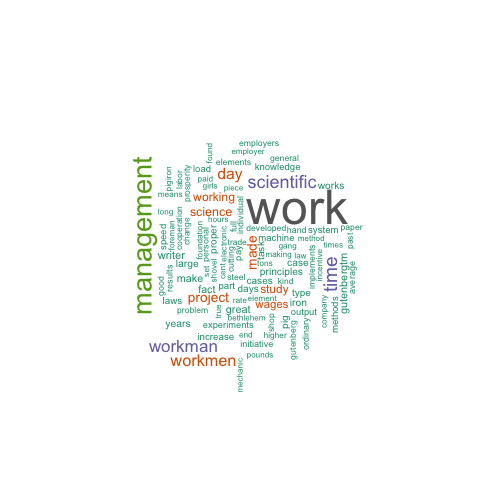 employers
employer
found
elements
general
load
knowledge
pigiron
labor
prosperity
paid
day
girls
scientific
works
means
working
piece
individual
work
management
long
science
hours
full
developed
hand
system
paper
speed
foreman
cooperation
change
foundation
personal
proper
electronic
trade
pay
made
task
machine
method
past
writer
set
shovel
cutting
gang
making
law
times
implements
incentive
time
good
results
large
case
tons
average
make
steel
cases
kind
principles
gutenbergtm
fact
part
days
study
type
laws
project
rate
element
wages
iron
company
methods
problem
true
great
output
years
bethlehem
pig
experiments
shop
ordinary
increase
end
higher
workman
initiative
gutenberg
workmen
pounds
mechanic